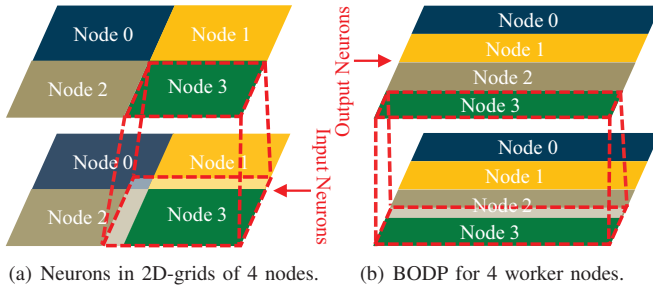 Node 0
Node 1
Node 2
Node 3
Node 0
Node 1
Node 2
Node 3
Input Neurons
Output Neurons
Node 0
Node 1
Node 2
Node 3
Node 0
Node 1
Node 2
Node 3
(a) Neurons in 2D-grids of 4 nodes.
(b) BODP for 4 worker nodes.